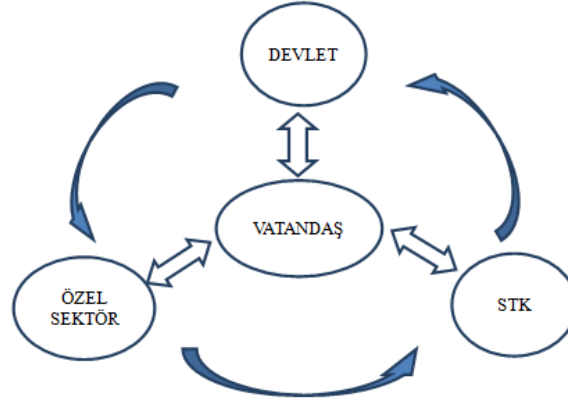 DEVLET
VATANDAŞ
ÖZEL
SEKTÖR
STK